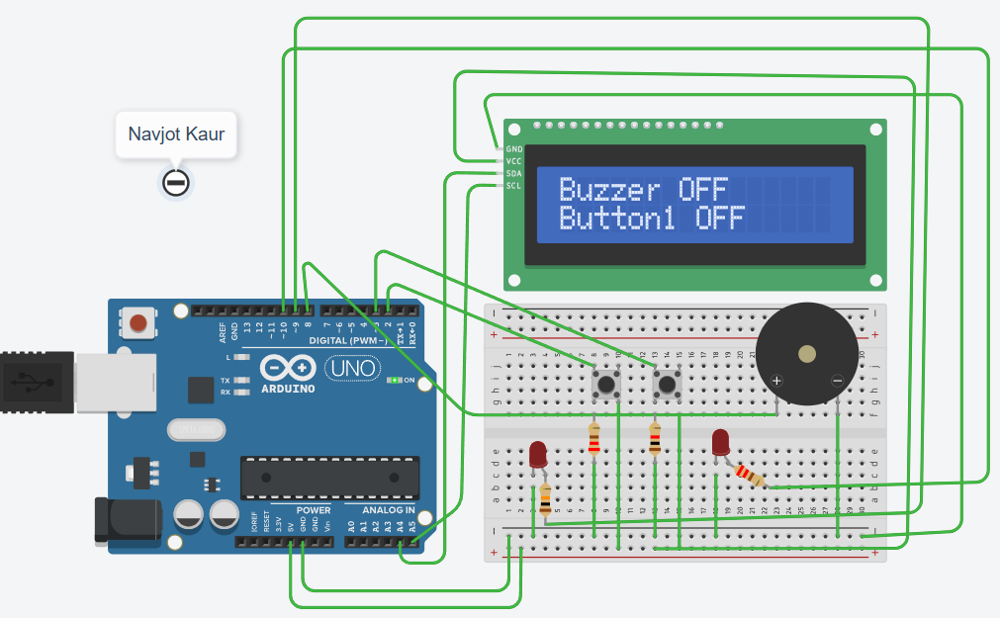 Navjot Kaur
GND
VCC
SDA
SCL
Buzzer OFF
Button1 OFF
AREF
GND
13
12
~11
~10
~9
8
7
~6
~5
4
~3
2
TX→1
RX←0
DIGITAL (PWM~)
L
TX
RX
ARDUINO
UNO
ON
POWER
ANALOG IN
IOREF
RESET
3.3V
5V
GND
GND
Vin
A0
A1
A2
A3
A4
A5